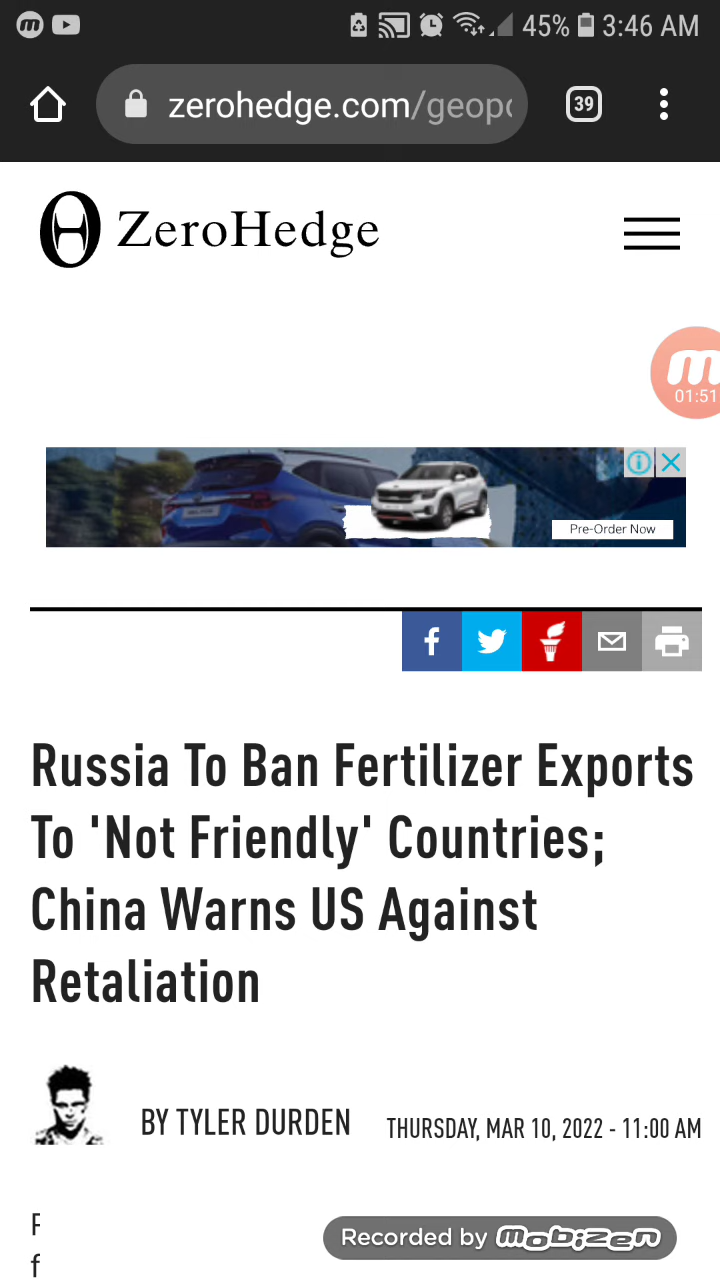 45% 3:46 AM
zerohedge.com/geop
39
ZeroHedge
01:51
Pre-Order Now
Russia To Ban Fertilizer Exports
To 'Not Friendly' Countries;
China Warns US Against
Retaliation
BY TYLER DURDEN THURSDAY, MAR 10, 2022 - 11:00 AM
F
f
Recorded by mobizen